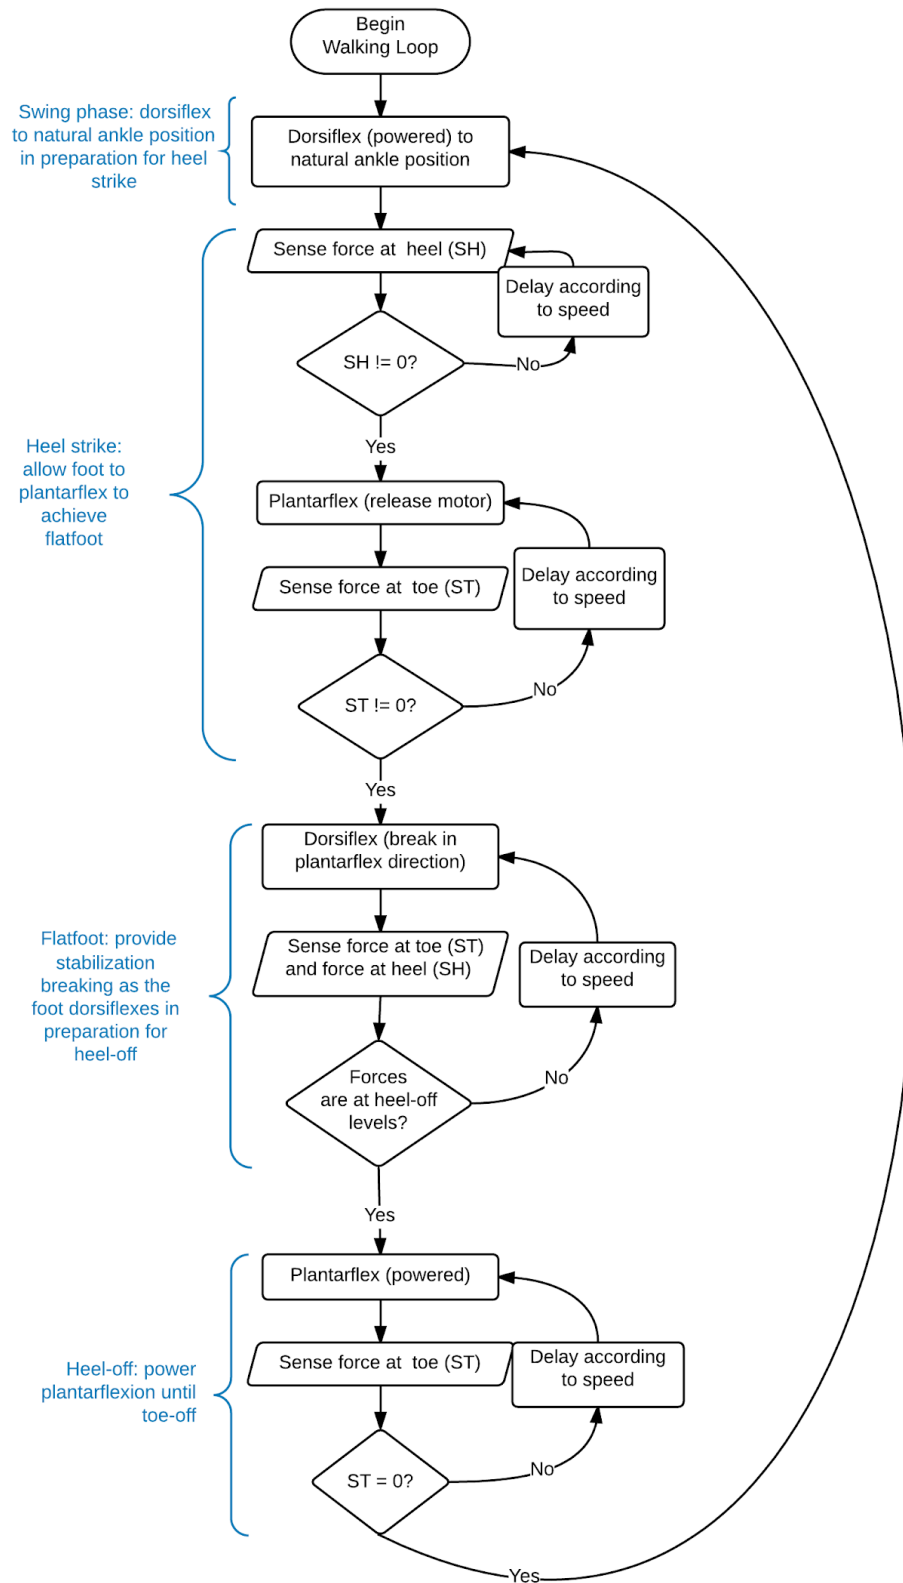 Begin
Walking Loop
Swing phase: dorsiflex
to natural ankle position
in preparation for heel
strike
Dorsiflex (powered) to
natural ankle position
Sense force at  heel (SH)
Delay according
to speed
SH != 0?
No
Yes
Heel strike:
allow foot to
plantarflex to
achieve
flatfoot
Plantarflex (release motor)
Sense force at  toe (ST)
Delay according
to speed
ST != 0?
No
Yes
Dorsiflex (break in
plantarflex direction)
Flatfoot: provide
stabilization
breaking as the
foot dorsiflexes in
preparation for
heel-off
Sense force at toe (ST)
and force at heel (SH)
Delay according
to speed
Forces
are at heel-off
levels?
No
Yes
Plantarflex (powered)
Heel-off: power
plantarflexion until
toe-off
Sense force at  toe (ST)
Delay according
to speed
ST = 0?
No
Yes